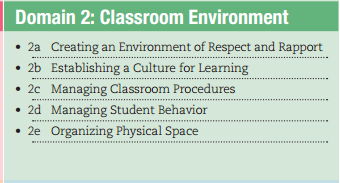 Domain 2: Classroom Environment
• 2a Creating an Environment of Respect and Rapport
• 2b Establishing a Culture for Learning
• 2c Managing Classroom Procedures
• 2d Managing Student Behavior
• 2e Organizing Physical Space